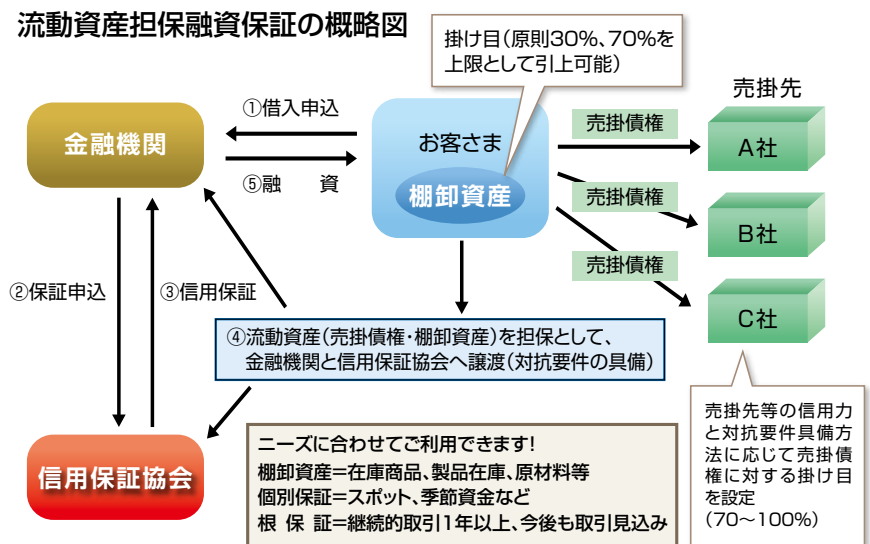 流動資産担保融資保証の概略図
掛け目(原則30%、70%を
上限として引上可能)
売掛先
金融機関
①借入申込
⑤融　資
お客さま
棚卸資産
売掛債権
A社
売掛債権
B社
売掛債権
C社
②保証申込
③信用保証
④流動資産(売掛債権・棚卸資産)を担保として、
金融機関と信用保証協会へ譲渡(対抗要件の具備)
信用保証協会
ニーズに合わせてご利用できます!
棚卸資産=在庫商品、製品在庫、原材料等
個別保証=スポット、季節資金など
根 保 証=継続的取引1年以上、今後も取引見込み
売掛先等の信用力
と対抗要件具備方
法に応じて売掛債
権に対する掛け目
を設定
(70〜100%)